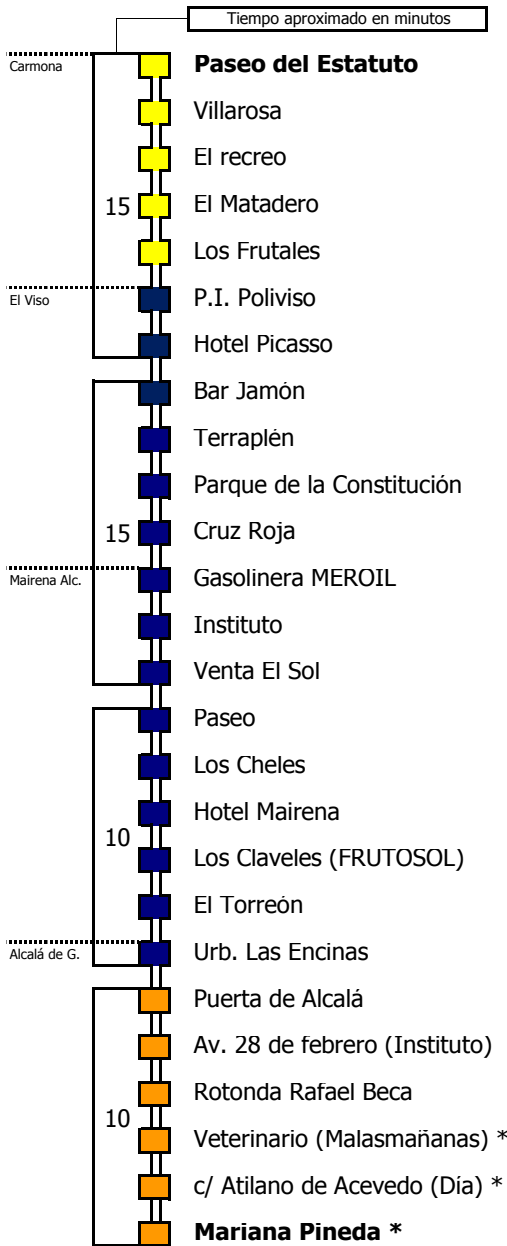 Tiempo aproximado en minutos
Carmona
Paseo del Estatuto
Villarosa
El recreo
15
El Matadero
Los Frutales
El Viso
P.I. Poliviso
Hotel Picasso
Bar Jamón
Terraplén
Parque de la Constitución
15
Cruz Roja
Mairena Alc.
Gasolinera MEROIL
Instituto
Venta El Sol
Paseo
Los Cheles
Hotel Mairena
10
Los Claveles (FRUTOSOL)
El Torreón
Alcalá de G.
Urb. Las Encinas
Puerta de Alcalá
Av. 28 de febrero (Instituto)
Rotonda Rafael Beca
10
Veterinario (Malasmañanas) *
c/ Atilano de Acevedo (Día) *
Mariana Pineda *